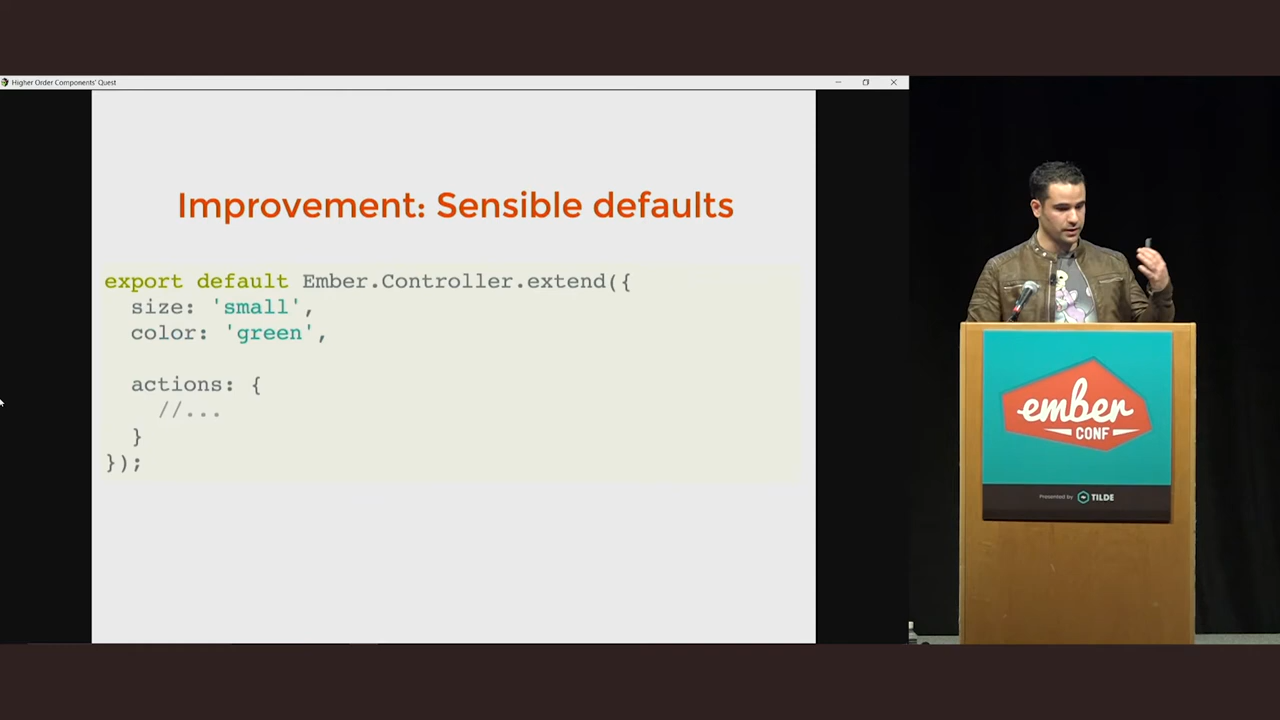 Higher Order Components' Quest
Improvement: Sensible defaults
export default Ember.Controller.extend({
size: 'small',
color: 'green',
actions: {
//...
}
});
ember
CONF
Presented by TILDE